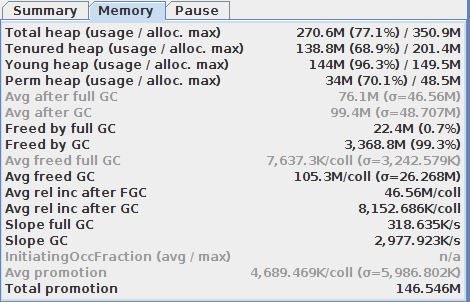 Summary Memory Pause
Total heap (usage / alloc. max) 270.6M (77.1%) / 350.9M
Tenured heap (usage / alloc. max) 138.8M (68.9%) / 201.4M
Young heap (usage / alloc. max) 144M (96.3%) / 149.5M
Perm heap (usage / alloc. max) 34M (70.1%) / 48.5M
Avg after full GC 76.1M (σ=46.56M)
Avg after GC 99.4M (σ=48.707M)
Freed by full GC 22.4M (0.7%)
Freed by GC 3,368.8M (99.3%)
Avg freed full GC 7,637.3K/coll (σ=3,242.579K)
Avg freed GC 105.3M/coll (σ=26.268M)
Avg rel inc after FGC 46.56M/coll
Avg rel inc after GC 8,152.686K/coll
Slope full GC 318.635K/s
Slope GC 2,977.923K/s
InitiatingOccFraction (avg / max) n/a
Avg promotion 4,689.469K/coll (σ=5,986.802K)
Total promotion 146.546M